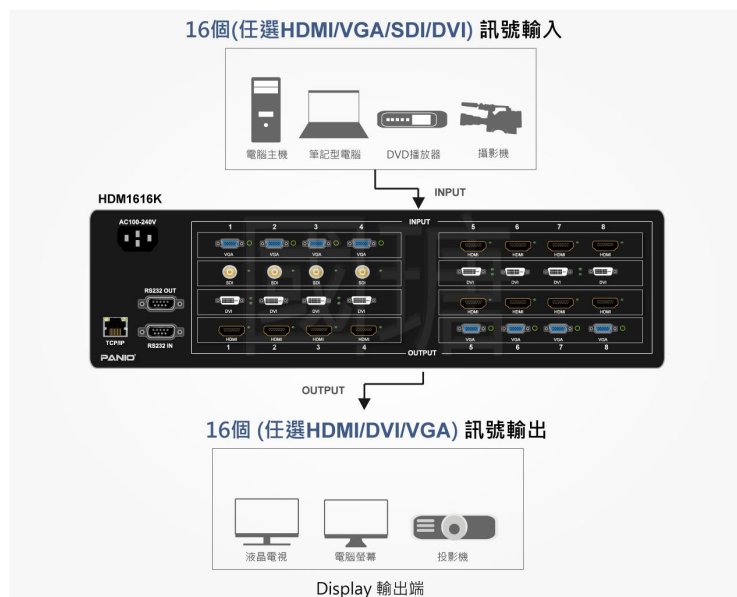 16個(任選HDMI/VGA/SDI/DVI) 訊號輸入
電腦主機 筆記型電腦 DVD播放器 攝影機
INPUT
HDM1616K
AC100-240V
INPUT
1 2 3 4 5 6 7 8
VGA VGA VGA VGA HDMI HDMI HDMI HDMI
SDI SDI SDI SDI DVI DVI DVI DVI
RS232 OUT
DVI DVI DVI DVI HDMI HDMI HDMI HDMI
TCP/IP RS232 IN
HDMI HDMI HDMI HDMI VGA VGA VGA VGA
1 2 3 4 5 6 7 8
OUTPUT
PANIO
國瑭
OUTPUT
16個 (任選HDMI/DVI/VGA) 訊號輸出
液晶電視 電腦螢幕 投影機
Display 輸出端